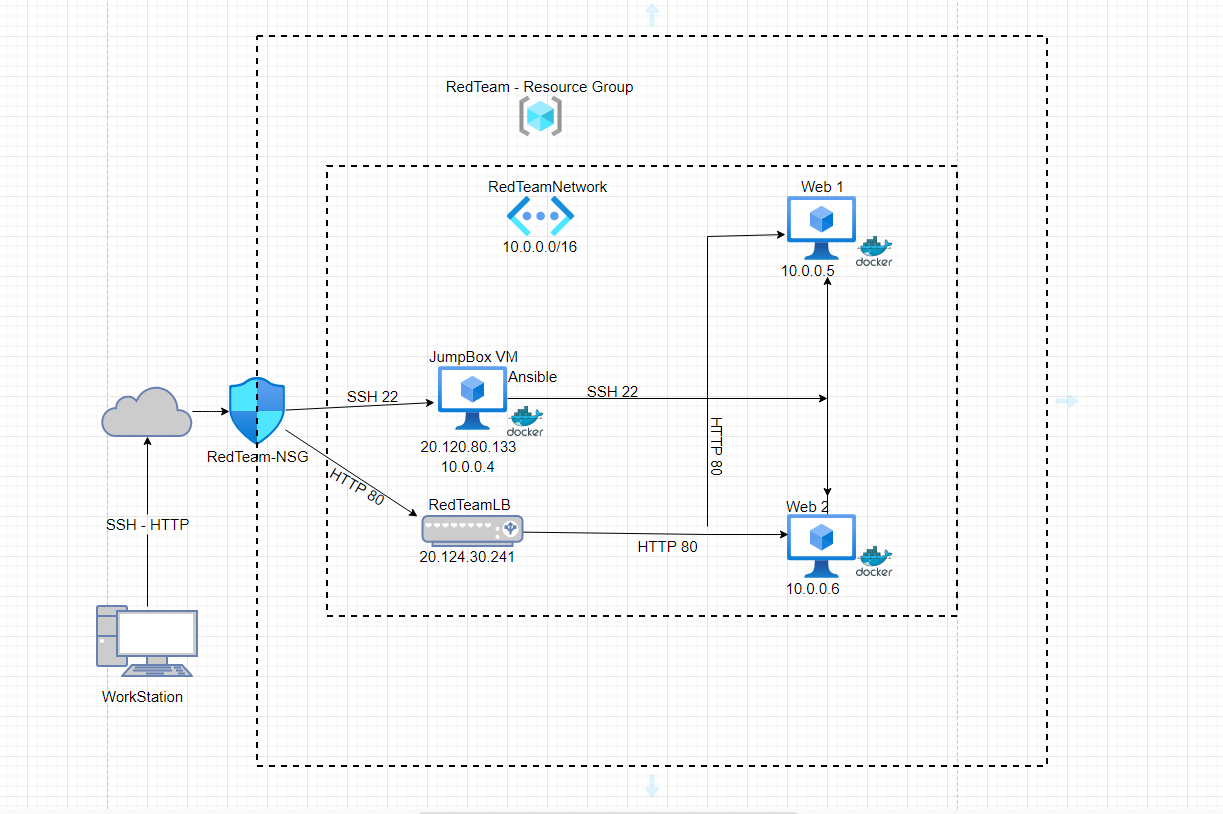 RedTeam - Resource Group
RedTeamNetwork
10.0.0.0/16
Web 1
docker
10.0.0.5
JumpBox VM
Ansible
SSH 22
SSH 22
docker
20.120.80.133
10.0.0.4
RedTeam-NSG
HTTP 80
HTTP 80
RedTeamLB
20.124.30.241
HTTP 80
Web 2
docker
10.0.0.6
SSH - HTTP
WorkStation